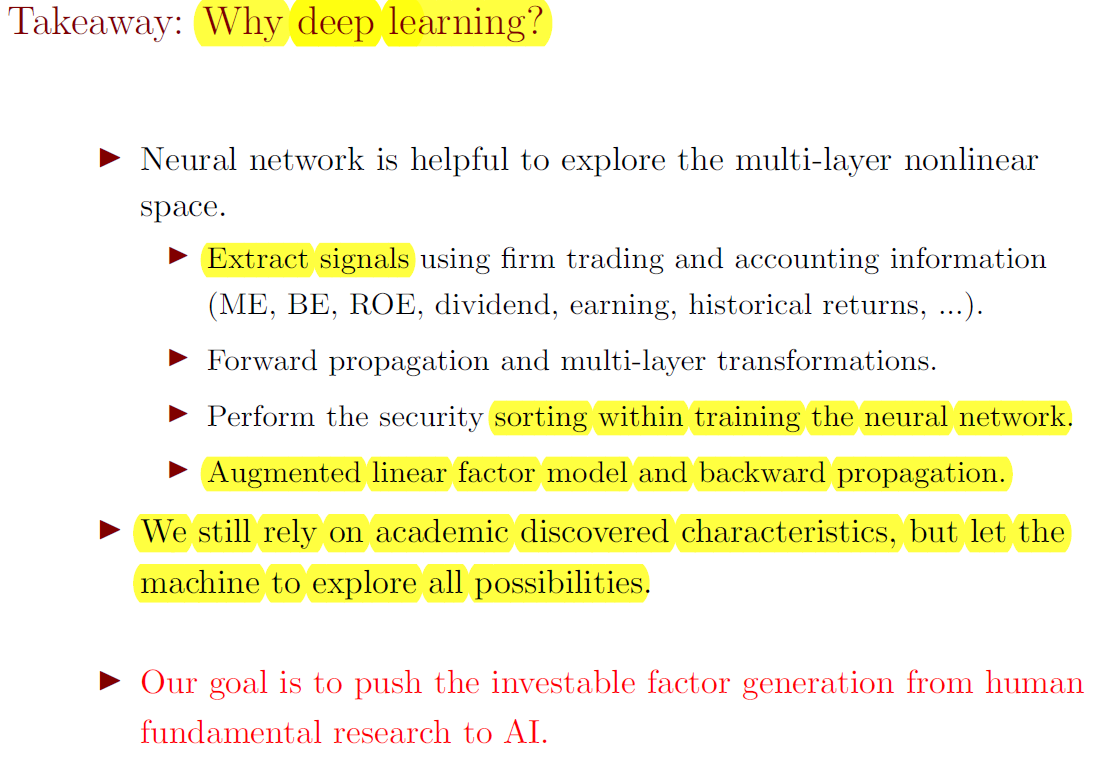 Takeaway: Why deep learning?
Neural network is helpful to explore the multi-layer nonlinear
space.
Extract signals using firm trading and accounting information
(ME, BE, ROE, dividend, earning, historical returns, ...).
Forward propagation and multi-layer transformations.
Perform the security sorting within training the neural network.
Augmented linear factor model and backward propagation.
We still rely on academic discovered characteristics, but let the
machine to explore all possibilities.
Our goal is to push the investable factor generation from human
fundamental research to AI.